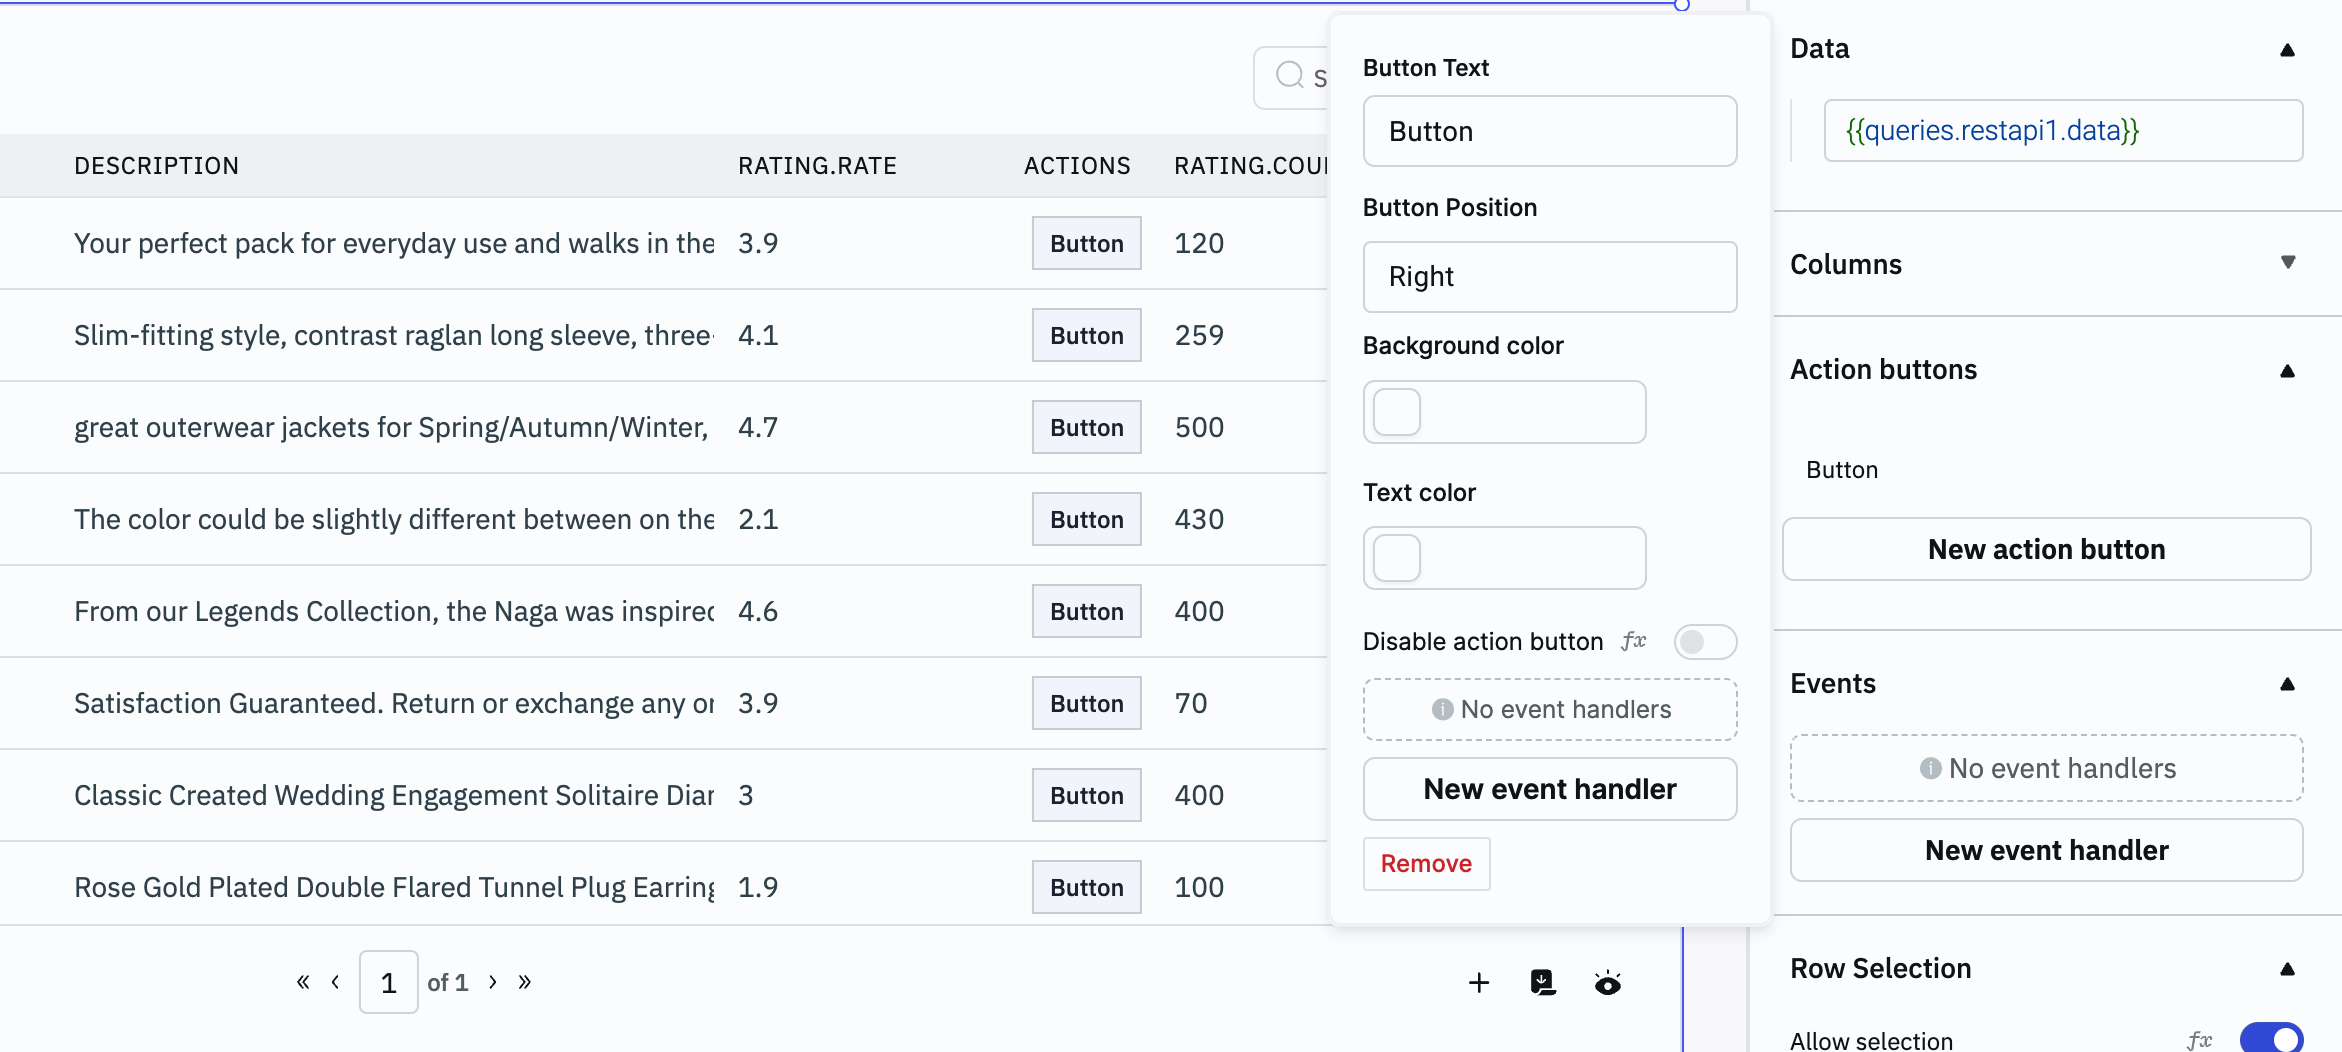 S
DESCRIPTION RATING.RATE ACTIONS RATING.COU
Your perfect pack for everyday use and walks in the 3.9 Button 120
Slim-fitting style, contrast raglan long sleeve, three- 4.1 Button 259
great outerwear jackets for Spring/Autumn/Winter, 4.7 Button 500
The color could be slightly different between on the 2.1 Button 430
From our Legends Collection, the Naga was inspired 4.6 Button 400
Satisfaction Guaranteed. Return or exchange any or 3.9 Button 70
Classic Created Wedding Engagement Solitaire Diar 3 Button 400
Rose Gold Plated Double Flared Tunnel Plug Earring 1.9 Button 100
« ‹ 1 of 1 › »
Button Text
Button
Button Position
Right
Background color
Text color
Disable action button fx
No event handlers
New event handler
Remove
Data
{{queries.restapi1.data}}
Columns
Action buttons
Button
New action button
Events
No event handlers
New event handler
Row Selection
Allow selection fx